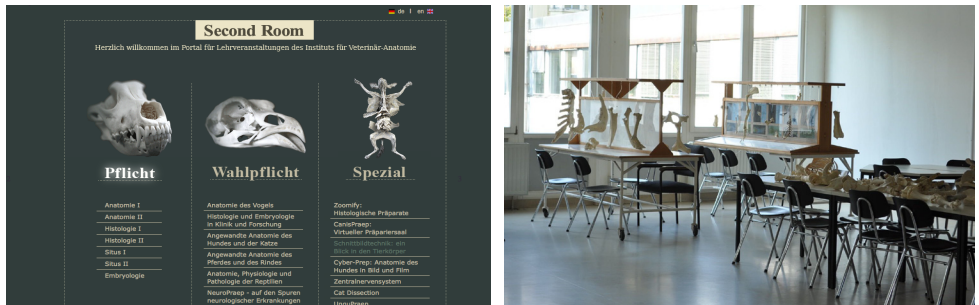 de I en
Second Room
Herzlich willkommen im Portal für Lehrveranstaltungen des Instituts für Veterinär-Anatomie
Pflicht
Anatomie I
Anatomie II
Histologie I
Histologie II
Situs I
Situs II
Embryologie
Wahlpflicht
Anatomie des Vogels
Histologie und Embryologie
in Klinik und Forschung
Angewandte Anatomie des
Hundes und der Katze
Angewandte Anatomie des
Pferdes und des Rindes
Anatomie, Physiologie und
Pathologie der Reptilien
NeuroPraep - auf den Spuren
neurologischer Erkrankungen
Spezial
Zoomify:
Histologische Präparate
CanisPraep:
Virtueller Präpariersaal
Schnittbildtechnik: ein
Blick in den Tierkörper
Cyber-Prep: Anatomie des
Hundes in Bild und Film
Zentralnervensystem
Cat Dissection